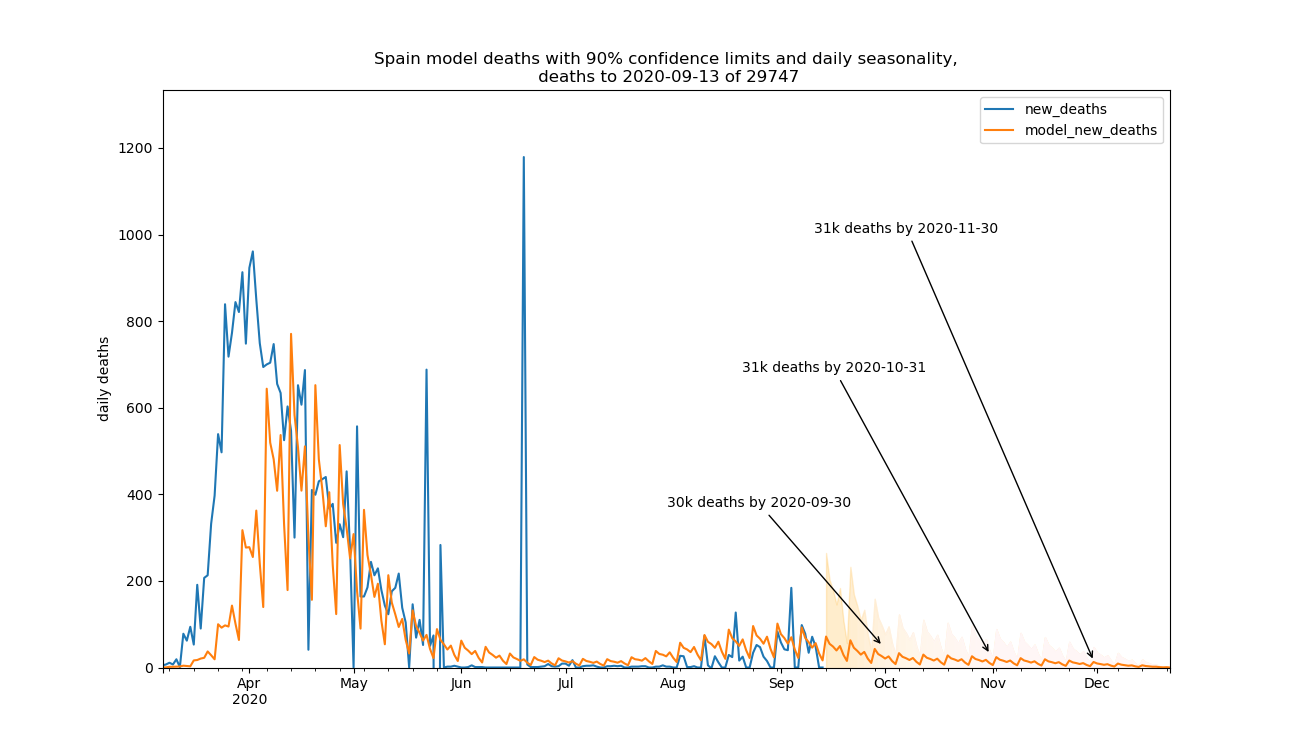 Spain model deaths with 90% confidence limits and daily seasonality,
deaths to 2020-09-13 of 29747
new_deaths
model_new_deaths
1200
1000
800
600
400
200
0
daily deaths
31k deaths by 2020-11-30
31k deaths by 2020-10-31
30k deaths by 2020-09-30
Apr
2020
May
Jun
Jul
Aug
Sep
Oct
Nov
Dec